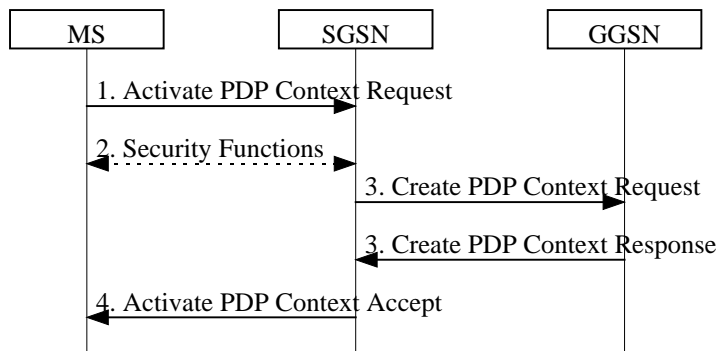 MS
SGSN
GGSN
1. Activate PDP Context Request
2. Security Functions
3. Create PDP Context Request
3. Create PDP Context Response
4. Activate PDP Context Accept